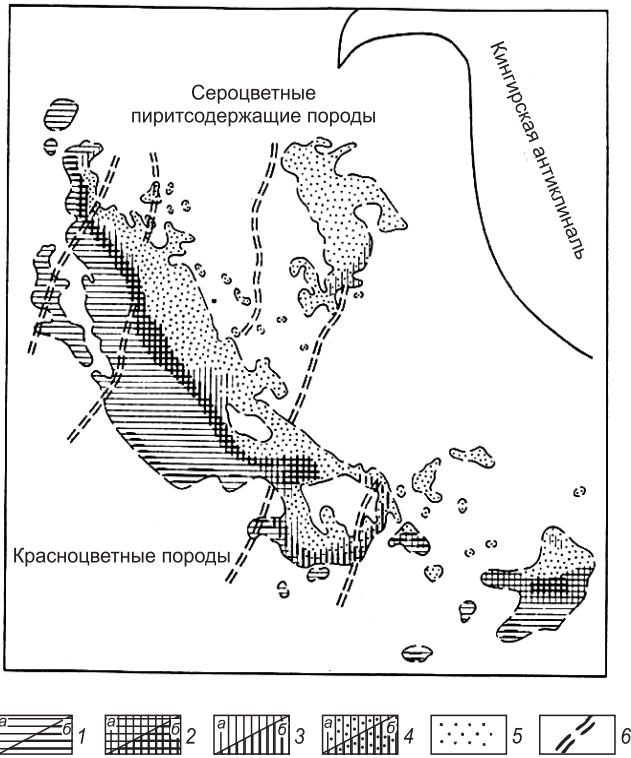 Сероцветные
пиритсодержащие породы
Кингирская антиклиналь
Красноцветные породы
а б 1
а б 2
а б 3
а б 4
5
6